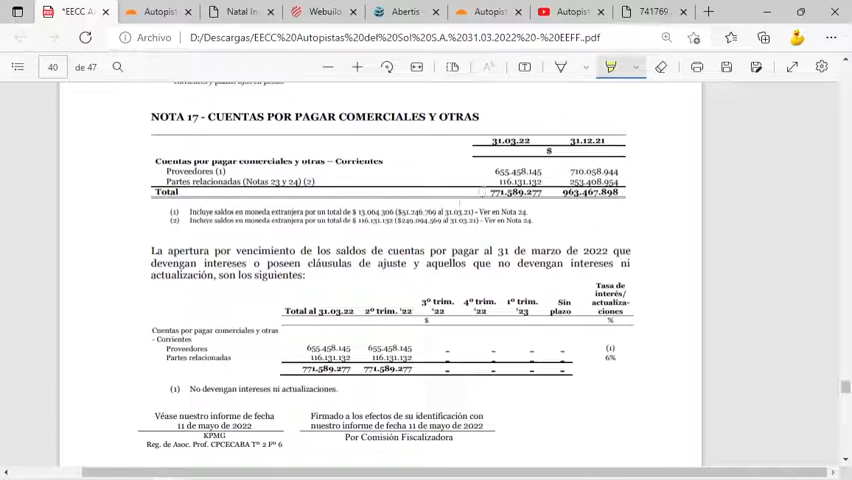 *EECC A
Autopist
Natal In
Webuild
Abertis -
Autopist
Autopist
741769.
Archivo
D:/Descargas/EECC%20Autopistas%20del%20Sol%20S.A.%2031.03.2022%20-%20EEFF..pdf
40 de 47
NOTA 17 - CUENTAS POR PAGAR COMERCIALES Y OTRAS
31.03.22 31.12.21
$
Cuentas por pagar comerciales y otras – Corrientes
Proveedores (1) 655.458.145 710.058.944
Partes relacionadas (Notas 23 y 24) (2) 116.131.132 253.408.954
Total 771.589.277 963.467.898
(1) Incluye saldos en moneda extranjera por un total de $ 13.064.306 ($51.246.769 al 31.03.21) - Ver en Nota 24.
(2) Incluye saldos en moneda extranjera por un total de $ 116.131.132 ($249.094.569 al 31.03.21) - Ver en Nota 24.
La apertura por vencimiento de los saldos de cuentas por pagar al 31 de marzo de 2022 que
devengan intereses o poseen cláusulas de ajuste y aquellos que no devengan intereses ni
actualización, son los siguientes:
Total al 31.03.22 2º trim. '22 3º trim. '22 4º trim. '22 1º trim. '23 Sin plazo Tasa de interés/ actualiza- ciones
$ %
Cuentas por pagar comerciales y otras
- Corrientes
Proveedores 655.458.145 655.458.145 - - - - (1)
Partes relacionadas 116.131.132 116.131.132 - - - - 6%
771.589.277 771.589.277 - - - -
(1) No devengan intereses ni actualizaciones.
Véase nuestro informe de fecha
11 de mayo de 2022
KPMG
Reg. de Asoc. Prof. CPCECABA Tº 2 Fº 6
Firmado a los efectos de su identificación con
nuestro informe de fecha 11 de mayo de 2022
Por Comisión Fiscalizadora